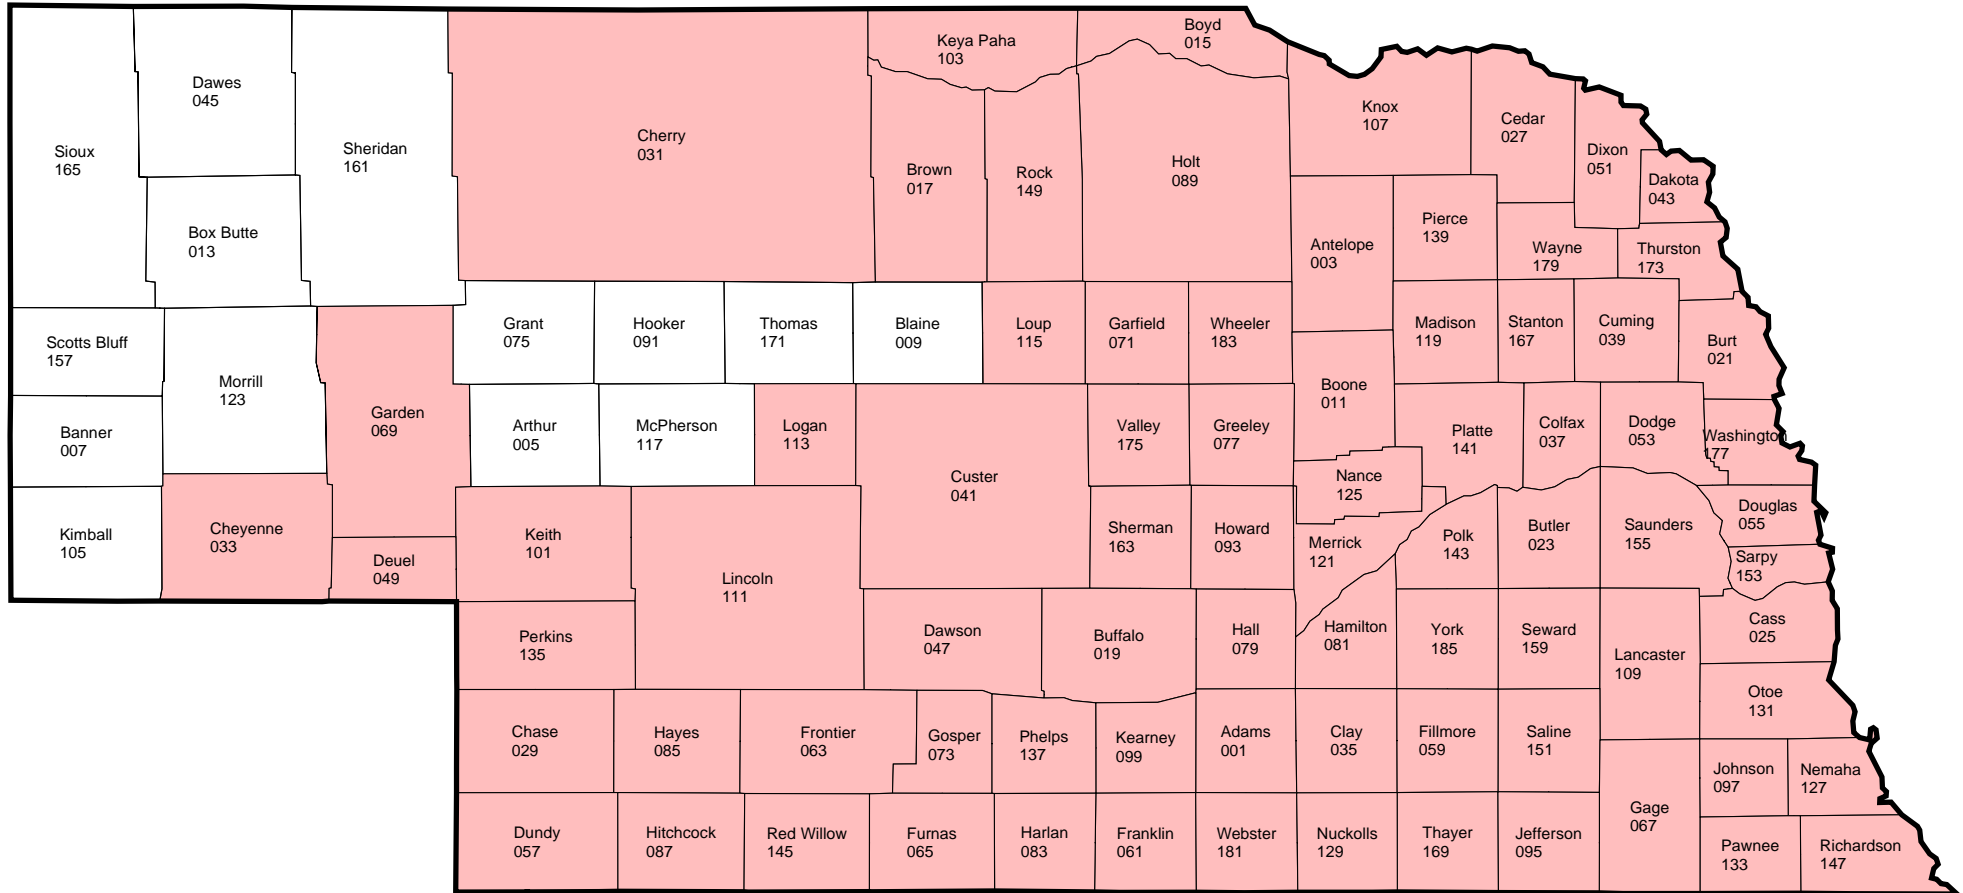 Boyd
015
Keya Paha
103
Dawes
045
Knox
107
Cedar
027
Cherry
031
Sheridan
161
Sioux
165
Dixon
051
Holt
089
Brown
017
Rock
149
Dakota
043
Pierce
139
Box Butte
013
Antelope
003
Wayne
179
Thurston
173
Grant
075
Hooker
091
Thomas
171
Blaine
009
Loup
115
Garfield
071
Wheeler
183
Madison
119
Stanton
167
Cuming
039
Scotts Bluff
157
Burt
021
Morrill
123
Boone
011
Garden
069
Banner
007
Arthur
005
McPherson
117
Logan
113
Valley
175
Greeley
077
Platte
141
Colfax
037
Dodge
053
Washington
177
Custer
041
Nance
125
Douglas
055
Kimball
105
Cheyenne
033
Keith
101
Sherman
163
Howard
093
Merrick
121
Polk
143
Butler
023
Saunders
155
Sarpy
153
Deuel
049
Lincoln
111
Perkins
135
Dawson
047
Buffalo
019
Hall
079
Hamilton
081
York
185
Seward
159
Cass
025
Lancaster
109
Otoe
131
Chase
029
Hayes
085
Frontier
063
Gosper
073
Phelps
137
Kearney
099
Adams
001
Clay
035
Fillmore
059
Saline
151
Johnson
097
Nemaha
127
Gage
067
Dundy
057
Hitchcock
087
Red Willow
145
Furnas
065
Harlan
083
Franklin
061
Webster
181
Nuckolls
129
Thayer
169
Jefferson
095
Pawnee
133
Richardson
147